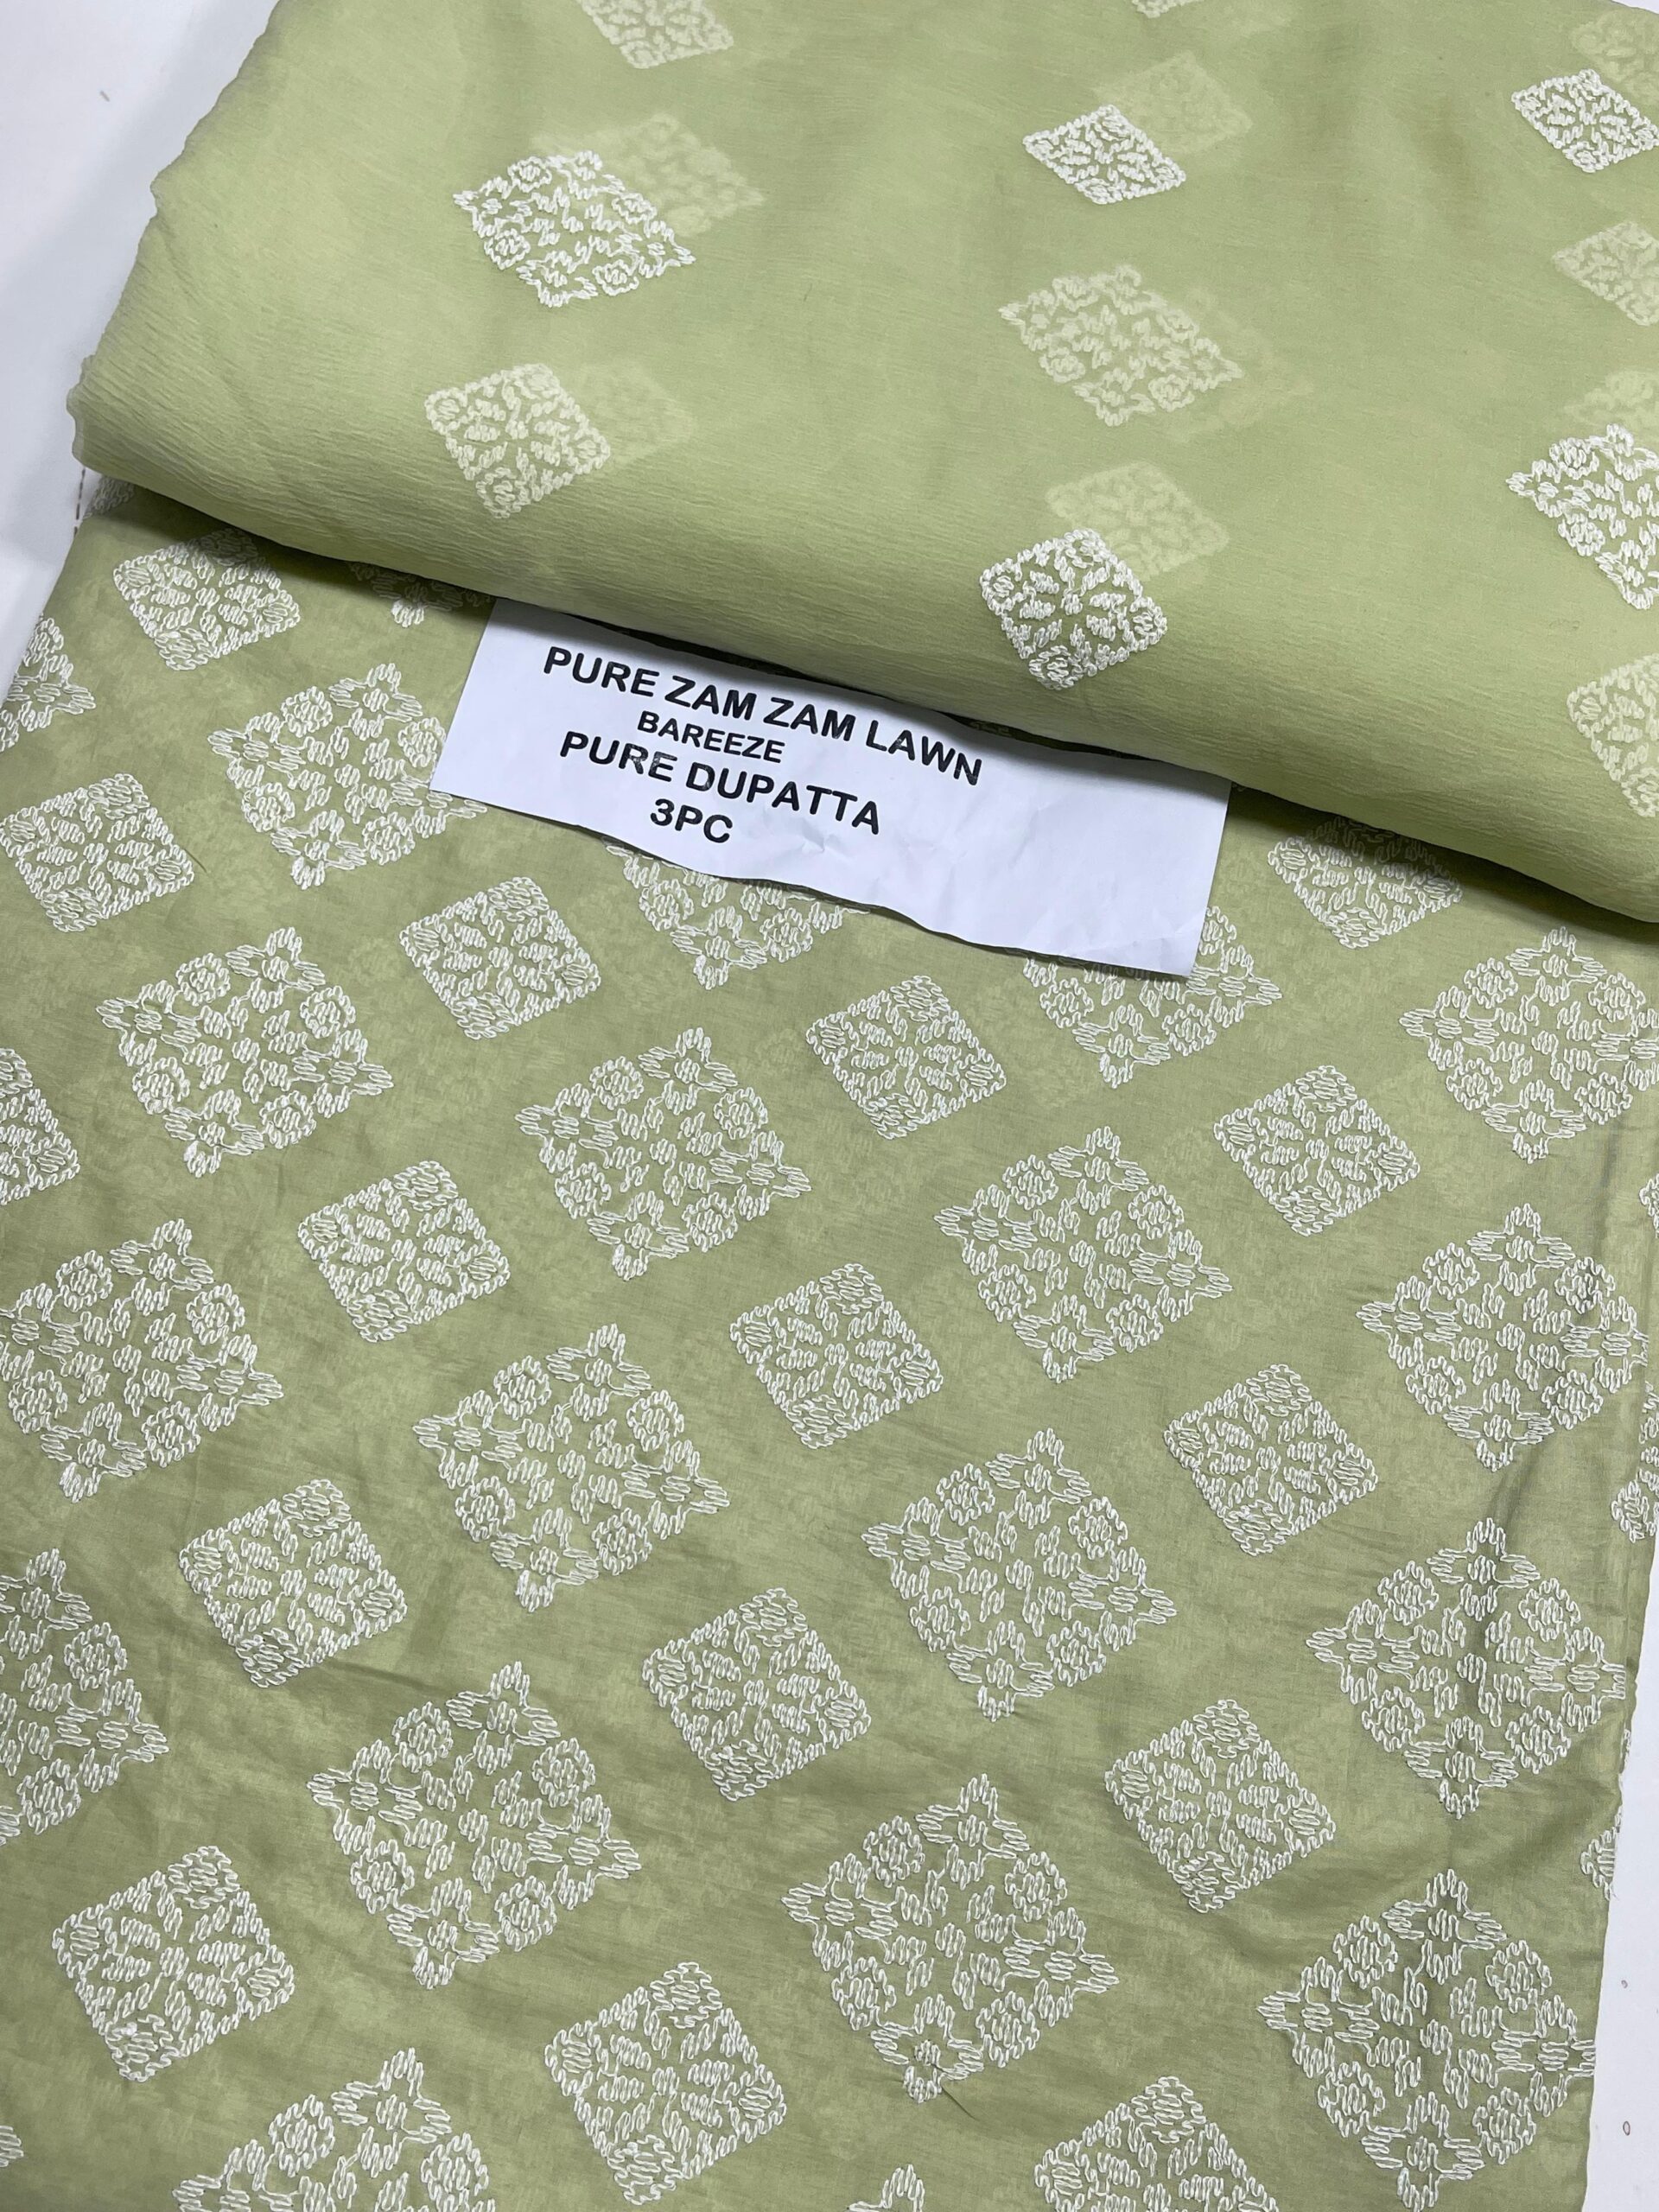 PURE ZAM ZAM LAWN
BAREEZE
PURE DUPATTA
3PC